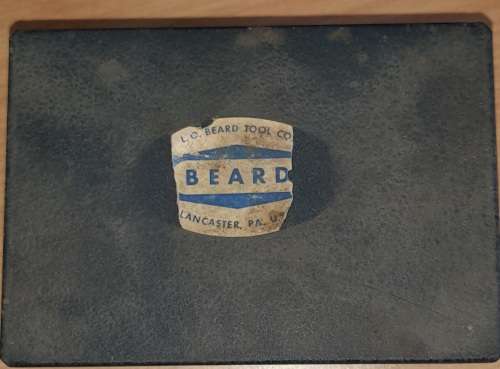 L.O. BEARD TOOL CO
BEARD
LANCASTER, PA. U